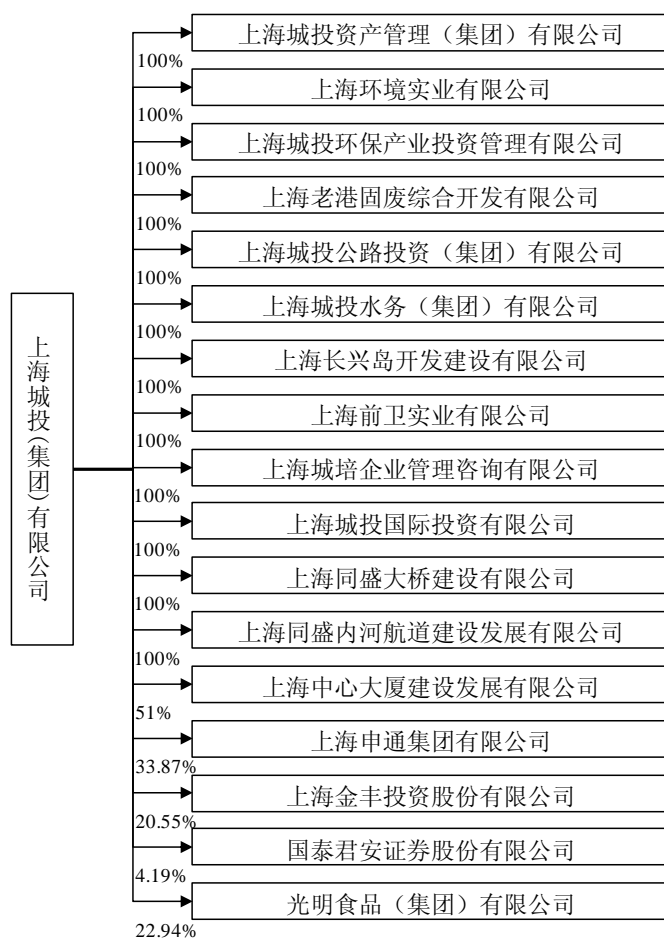 上海城投(集团)有限公司
上海城投资产管理（集团）有限公司
100%
上海环境实业有限公司
100%
上海城投环保产业投资管理有限公司
100%
上海老港固废综合开发有限公司
100%
上海城投公路投资（集团）有限公司
100%
上海城投水务（集团）有限公司
100%
上海长兴岛开发建设有限公司
100%
上海前卫实业有限公司
100%
上海城培企业管理咨询有限公司
100%
上海城投国际投资有限公司
100%
上海同盛大桥建设有限公司
100%
上海同盛内河航道建设发展有限公司
100%
上海中心大厦建设发展有限公司
51%
上海申通集团有限公司
33.87%
上海金丰投资股份有限公司
20.55%
国泰君安证券股份有限公司
4.19%
光明食品（集团）有限公司
22.94%